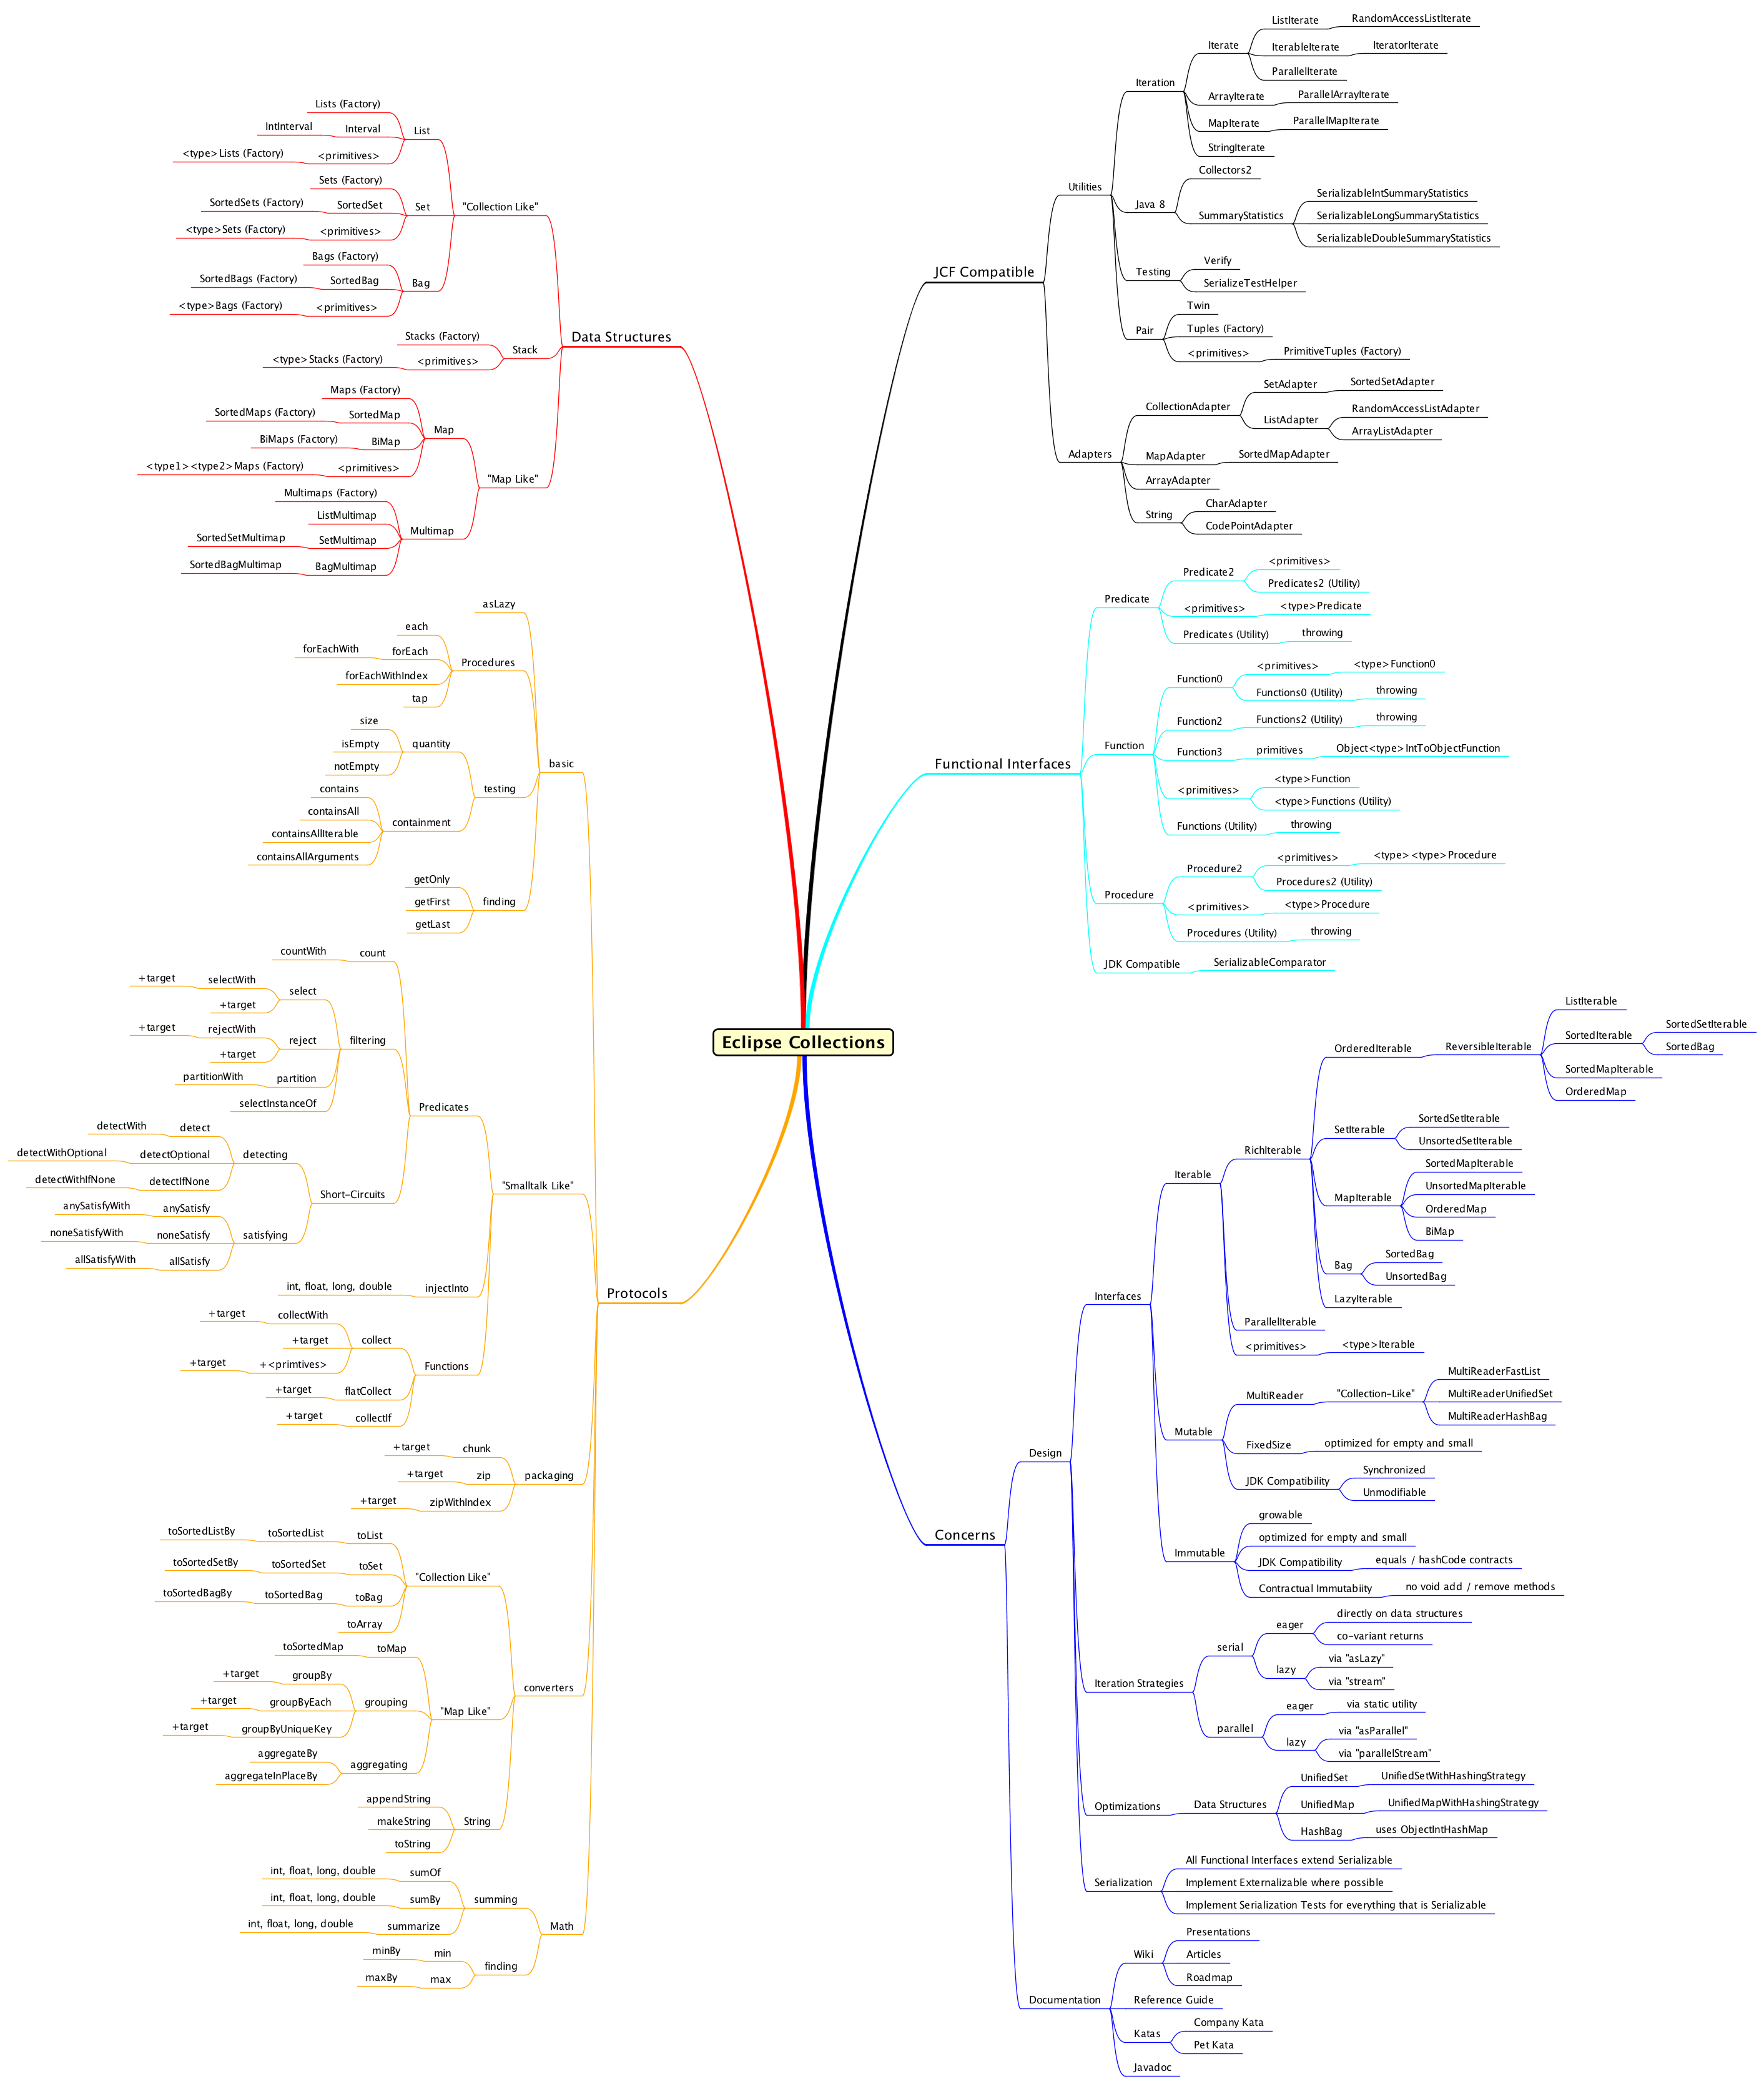 Eclipse Collections
Data Structures
"Collection Like"
List
Lists (Factory)
Interval
IntInterval
<primitives>
<type>Lists (Factory)
Set
Sets (Factory)
SortedSet
SortedSets (Factory)
<primitives>
<type>Sets (Factory)
Bag
Bags (Factory)
SortedBag
SortedBags (Factory)
<primitives>
<type>Bags (Factory)
Stack
Stacks (Factory)
<primitives>
<type>Stacks (Factory)
"Map Like"
Map
Maps (Factory)
SortedMap
SortedMaps (Factory)
BiMap
BiMaps (Factory)
<primitives>
<type1><type2>Maps (Factory)
Multimap
Multimaps (Factory)
ListMultimap
SetMultimap
SortedSetMultimap
BagMultimap
SortedBagMultimap
Protocols
basic
asLazy
Procedures
each
forEach
forEachWith
forEachWithIndex
tap
testing
quantity
size
isEmpty
notEmpty
containment
contains
containsAll
containsAllIterable
containsAllArguments
finding
getOnly
getFirst
getLast
"Smalltalk Like"
Predicates
count
countWith
filtering
select
selectWith
+target
+target
reject
rejectWith
+target
+target
partition
partitionWith
selectInstanceOf
Short-Circuits
detecting
detect
detectWith
detectOptional
detectWithOptional
detectIfNone
detectWithIfNone
satisfying
anySatisfy
anySatisfyWith
noneSatisfy
noneSatisfyWith
allSatisfy
allSatisfyWith
injectInto
int, float, long, double
Functions
collect
collectWith
+target
+target
+<primtives>
+target
flatCollect
+target
collectIf
+target
packaging
chunk
+target
zip
+target
zipWithIndex
+target
converters
"Collection Like"
toList
toSortedList
toSortedListBy
toSet
toSortedSet
toSortedSetBy
toBag
toSortedBag
toSortedBagBy
toArray
"Map Like"
toMap
toSortedMap
grouping
groupBy
+target
groupByEach
+target
groupByUniqueKey
+target
aggregating
aggregateBy
aggregateInPlaceBy
String
appendString
makeString
toString
Math
summing
sumOf
int, float, long, double
sumBy
int, float, long, double
summarize
int, float, long, double
finding
min
minBy
max
maxBy
JCF Compatible
Utilities
Iteration
Iterate
ListIterate
RandomAccessListIterate
IterableIterate
IteratorIterate
ParallelIterate
ArrayIterate
ParallelArrayIterate
MapIterate
ParallelMapIterate
StringIterate
Java 8
Collectors2
SummaryStatistics
SerializableIntSummaryStatistics
SerializableLongSummaryStatistics
SerializableDoubleSummaryStatistics
Testing
Verify
SerializeTestHelper
Pair
Twin
Tuples (Factory)
<primitives>
PrimitiveTuples (Factory)
Adapters
CollectionAdapter
SetAdapter
SortedSetAdapter
ListAdapter
RandomAccessListAdapter
ArrayListAdapter
MapAdapter
SortedMapAdapter
ArrayAdapter
String
CharAdapter
CodePointAdapter
Functional Interfaces
Predicate
Predicate2
<primitives>
Predicates2 (Utility)
<primitives>
<type>Predicate
Predicates (Utility)
throwing
Function
Function0
<primitives>
<type>Function0
Functions0 (Utility)
throwing
Function2
Functions2 (Utility)
throwing
Function3
primitives
Object<type>IntToObjectFunction
<primitives>
<type>Function
<type>Functions (Utility)
Functions (Utility)
throwing
Procedure
Procedure2
<primitives>
<type><type>Procedure
Procedures2 (Utility)
<primitives>
<type>Procedure
Procedures (Utility)
throwing
JDK Compatible
SerializableComparator
Concerns
Design
Interfaces
Iterable
RichIterable
OrderedIterable
ReversibleIterable
ListIterable
SortedIterable
SortedSetIterable
SortedBag
SortedMapIterable
OrderedMap
SetIterable
SortedSetIterable
UnsortedSetIterable
MapIterable
SortedMapIterable
UnsortedMapIterable
OrderedMap
BiMap
Bag
SortedBag
UnsortedBag
LazyIterable
ParallelIterable
<primitives>
<type>Iterable
Mutable
MultiReader
"Collection-Like"
MultiReaderFastList
MultiReaderUnifiedSet
MultiReaderHashBag
FixedSize
optimized for empty and small
JDK Compatibility
Synchronized
Unmodifiable
Immutable
growable
optimized for empty and small
JDK Compatibility
equals / hashCode contracts
Contractual Immutabiity
no void add / remove methods
Iteration Strategies
serial
eager
directly on data structures
co-variant returns
lazy
via "asLazy"
via "stream"
parallel
eager
via static utility
lazy
via "asParallel"
via "parallelStream"
Optimizations
Data Structures
UnifiedSet
UnifiedSetWithHashingStrategy
UnifiedMap
UnifiedMapWithHashingStrategy
HashBag
uses ObjectIntHashMap
Serialization
All Functional Interfaces extend Serializable
Implement Externalizable where possible
Implement Serialization Tests for everything that is Serializable
Documentation
Wiki
Presentations
Articles
Roadmap
Reference Guide
Katas
Company Kata
Pet Kata
Javadoc